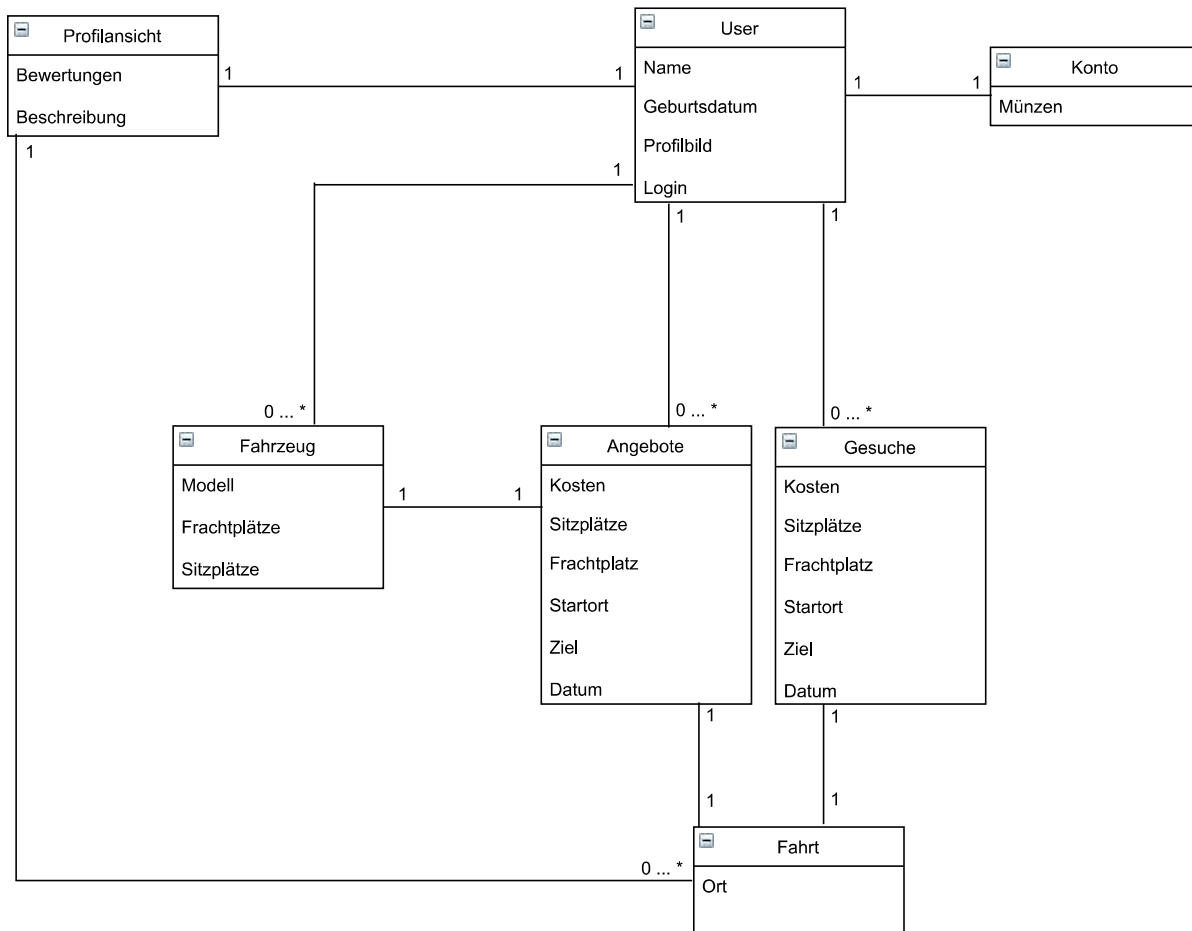 Profilansicht
Bewertungen
Beschreibung
1
1
1
User
Name
Geburtsdatum
Profilbild
Login
1
1
Konto
Münzen
1
1
1
0 ... *
0 ... *
0 ... *
Fahrzeug
Modell
Frachtplätze
Sitzplätze
1
1
Angebote
Kosten
Sitzplätze
Frachtplatz
Startort
Ziel
Datum
Gesuche
Kosten
Sitzplätze
Frachtplatz
Startort
Ziel
Datum
1
1
1
1
0 ... *
Fahrt
Ort